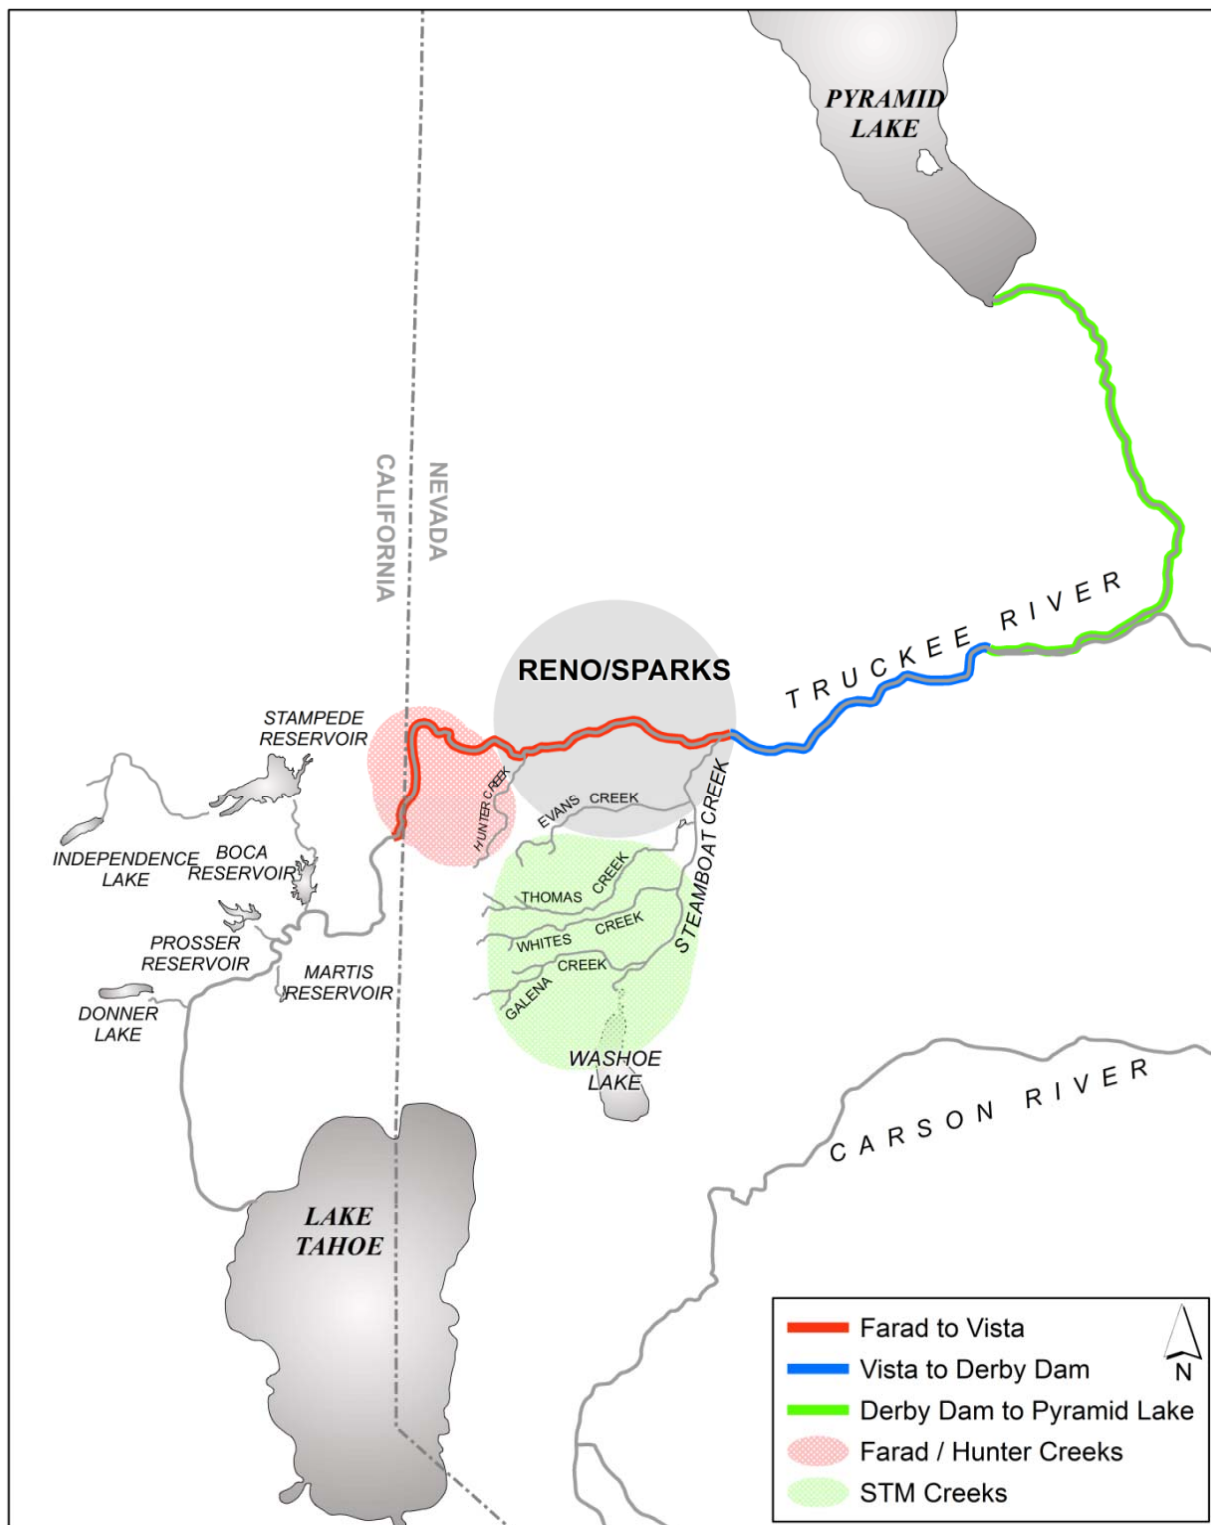 PYRAMID
LAKE
NEVADA
CALIFORNIA
TRUCKEE RIVER
RENO/SPARKS
STAMPEDE
RESERVOIR
HUNTER CREEK
EVANS CREEK
STEAMBOAT CREEK
INDEPENDENCE
LAKE
BOCA
RESERVOIR
THOMAS CREEK
WHITES CREEK
PROSSER
RESERVOIR
MARTIS
RESERVOIR
GALENA CREEK
DONNER
LAKE
WASHOE
LAKE
CARSON RIVER
LAKE
TAHOE
Farad to Vista
Vista to Derby Dam
Derby Dam to Pyramid Lake
Farad / Hunter Creeks
STM Creeks
N